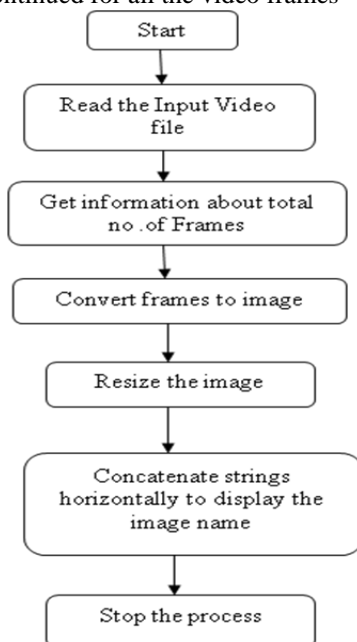 continued for all the video frames
Start
Read the Input Video
file
Get information about total
no .of Frames
Convert frames to image
Resize the image
Concatenate strings
horizontally to display the
image name
Stop the process